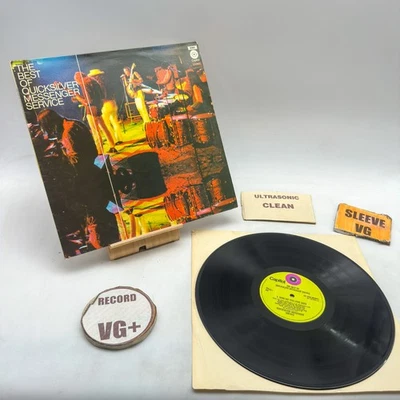 THE
BEST
OF
QUICKSILVER
MESSENGER
SERVICE
ULTRASONIC
CLEAN
SLEEVE
VG
RECORD
VG+
Capitol